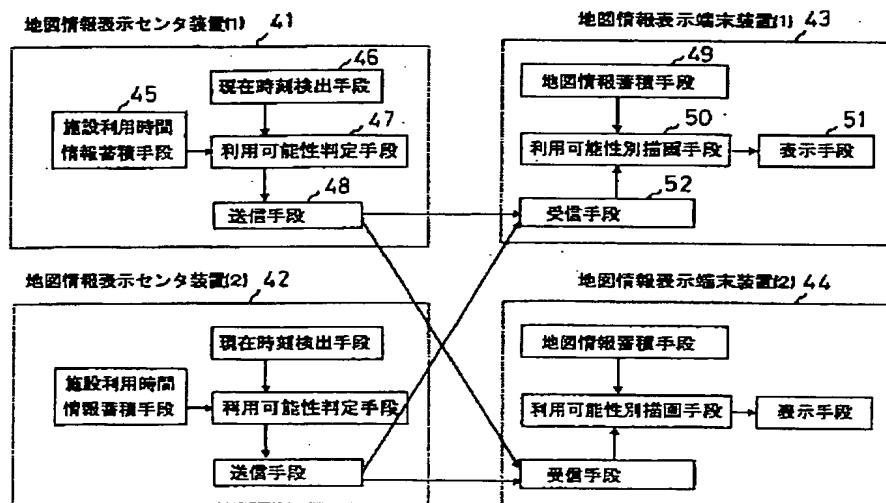 地図情報表示センタ装置(1)
41
46
現在時刻検出手段
45
施設利用時間
情報蓄積手段
47
利用可能性判定手段
48
送信手段
地図情報表示端末装置(1)
43
49
地図情報蓄積手段
50
利用可能性別描画手段
51
表示手段
52
受信手段
地図情報表示センタ装置(2)
42
現在時刻検出手段
施設利用時間
情報蓄積手段
利用可能性判定手段
送信手段
地図情報表示端末装置(2)
44
地図情報蓄積手段
利用可能性別描画手段
表示手段
受信手段